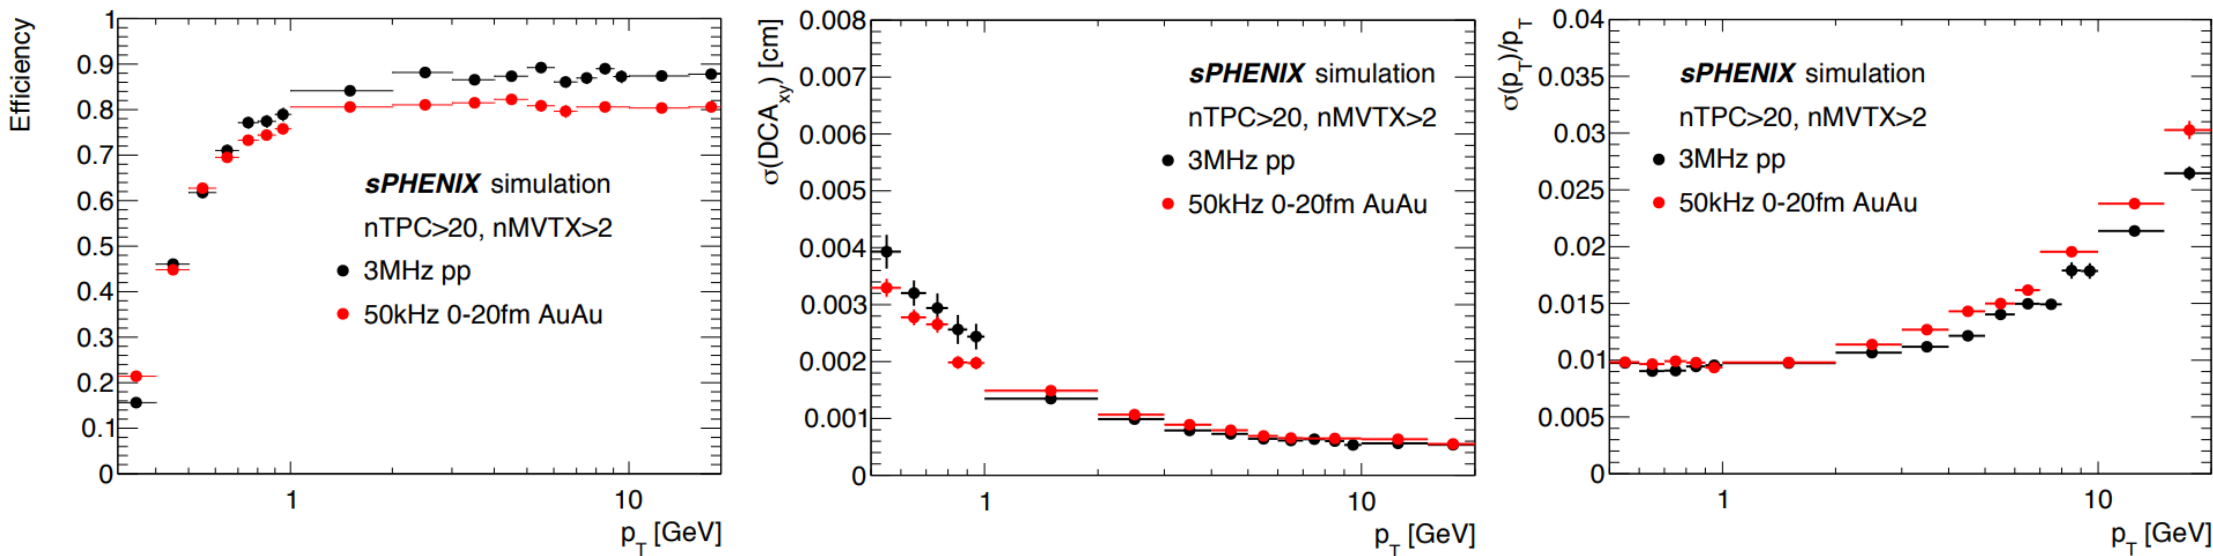 Efficiency
1
0.9
0.8
0.7
0.6
0.5
0.4
0.3
0.2
0.1
0
sPHENIX simulation
nTPC>20, nMVTX>2
3MHz pp
50kHz 0-20fm AuAu
1 10
p_T [GeV]
σ(DCA_xy) [cm]
0.008
0.007
0.006
0.005
0.004
0.003
0.002
0.001
0
sPHENIX simulation
nTPC>20, nMVTX>2
3MHz pp
50kHz 0-20fm AuAu
1 10
p_T [GeV]
σ(p_T)/p_T
0.04
0.035
0.03
0.025
0.02
0.015
0.01
0.005
0
sPHENIX simulation
nTPC>20, nMVTX>2
3MHz pp
50kHz 0-20fm AuAu
1 10
p_T [GeV]